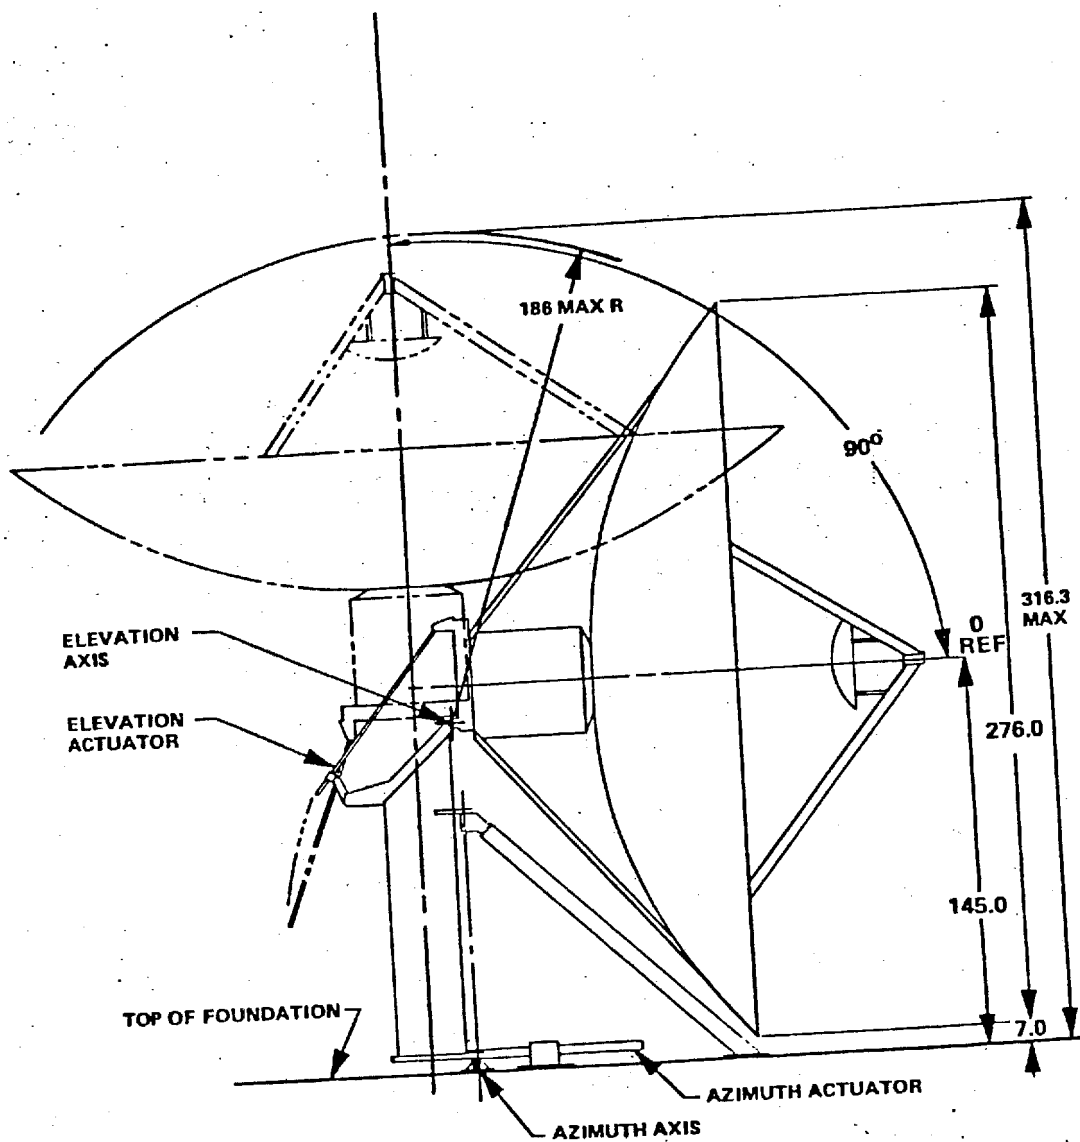 186 MAX R
90°
316.3
MAX
0
REF
ELEVATION
AXIS
276.0
ELEVATION
ACTUATOR
145.0
TOP OF FOUNDATION
7.0
AZIMUTH ACTUATOR
AZIMUTH AXIS